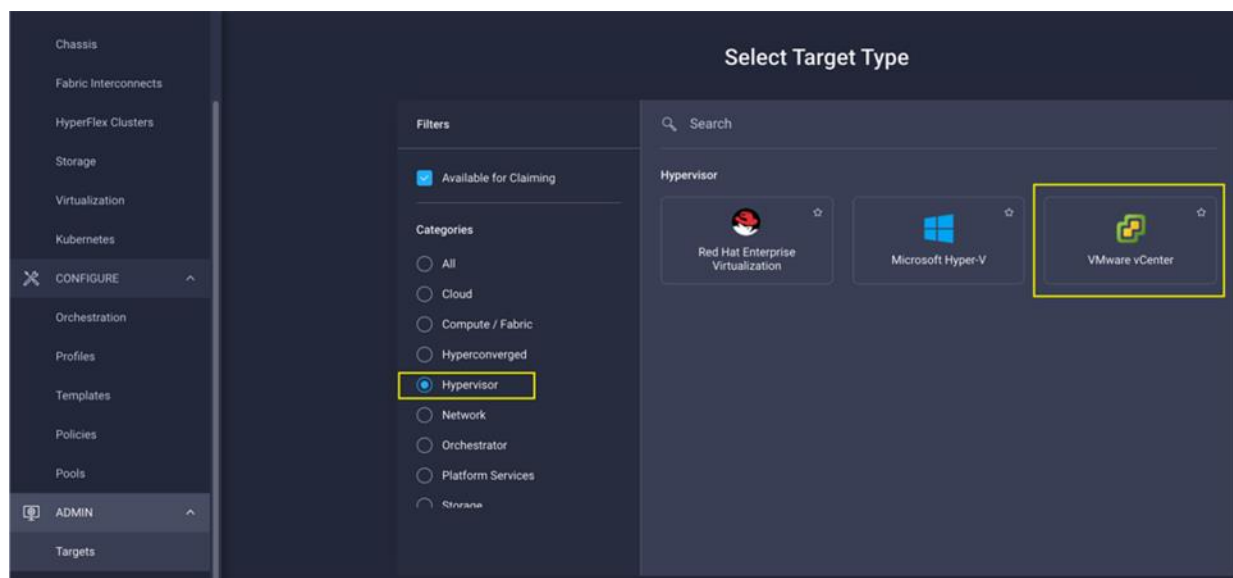 Chassis
Fabric Interconnects
HyperFlex Clusters
Storage
Virtualization
Kubernetes
CONFIGURE
Orchestration
Profiles
Templates
Policies
Pools
ADMIN
Targets
Select Target Type
Filters
Available for Claiming
Categories
All
Cloud
Compute / Fabric
Hyperconverged
Hypervisor
Network
Orchestrator
Platform Services
Storage
Search
Hypervisor
Red Hat Enterprise
Virtualization
Microsoft Hyper-V
VMware vCenter